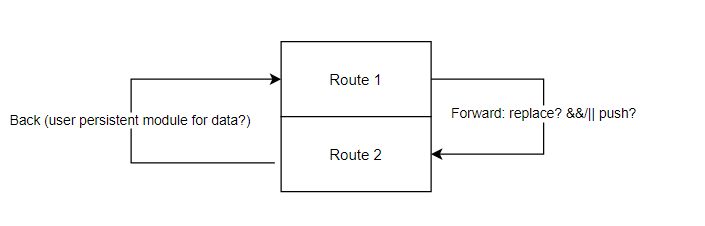 Route 1
Back (user persistent module for data?)
Forward: replace? &&/|| push?
Route 2